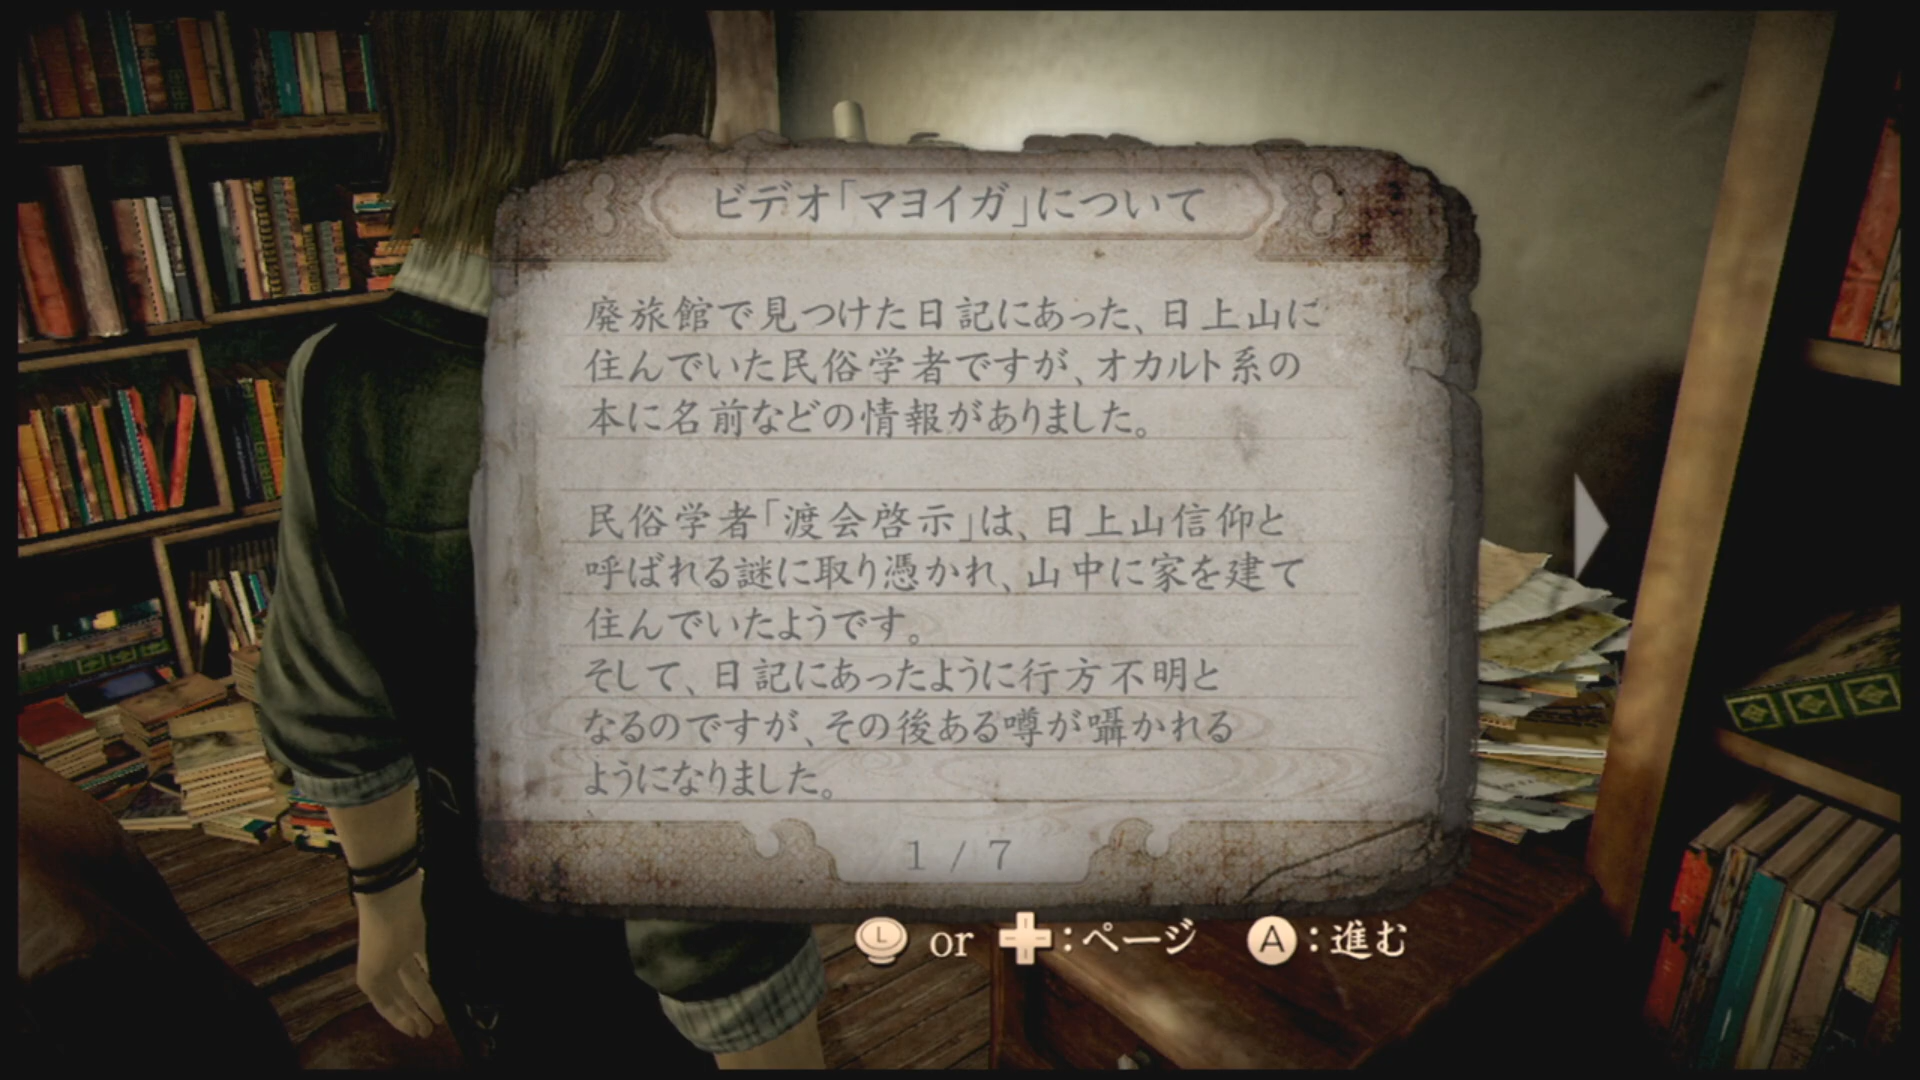 ビデオ「マヨイガ」について
廃旅館で見つけた日記にあった、日上山に
住んでいた民俗学者ですが、オカルト系の
本に名前などの情報がありました。
民俗学者「渡会啓示」は、日上山信仰と
呼ばれる謎に取り憑かれ、山中に家を建て
住んでいたようです。
そして、日記にあったように行方不明と
なるのですが、その後ある噂が囁かれる
ようになりました。
1 / 7
L or :ページ A:進む